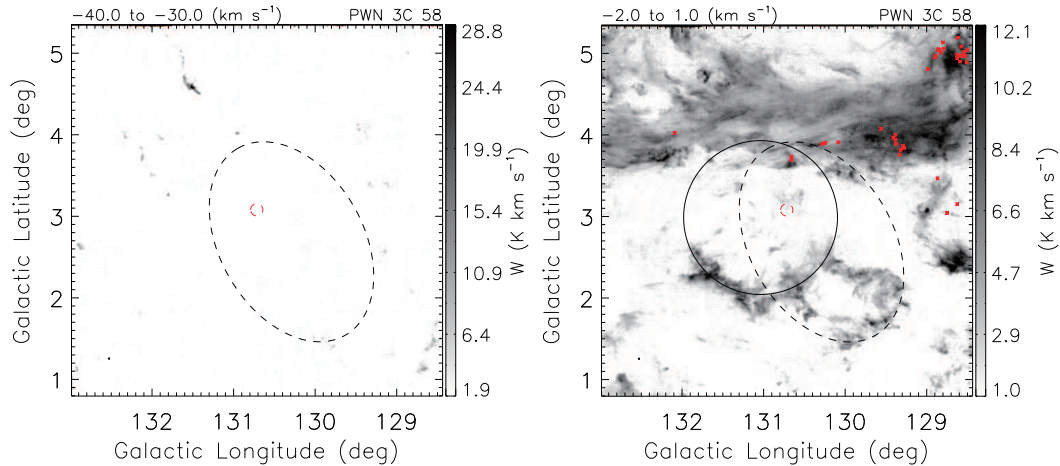 −40.0 to −30.0 (km s⁻¹) PWN 3C 58
28.8
24.4
19.9
15.4
10.9
6.4
1.9
W (K km s⁻¹)
5
4
3
2
1
Galactic Latitude (deg)
132 131 130 129
Galactic Longitude (deg)
−2.0 to 1.0 (km s⁻¹) PWN 3C 58
12.1
10.2
8.4
6.6
4.7
2.9
1.0
W (K km s⁻¹)
5
4
3
2
1
Galactic Latitude (deg)
132 131 130 129
Galactic Longitude (deg)